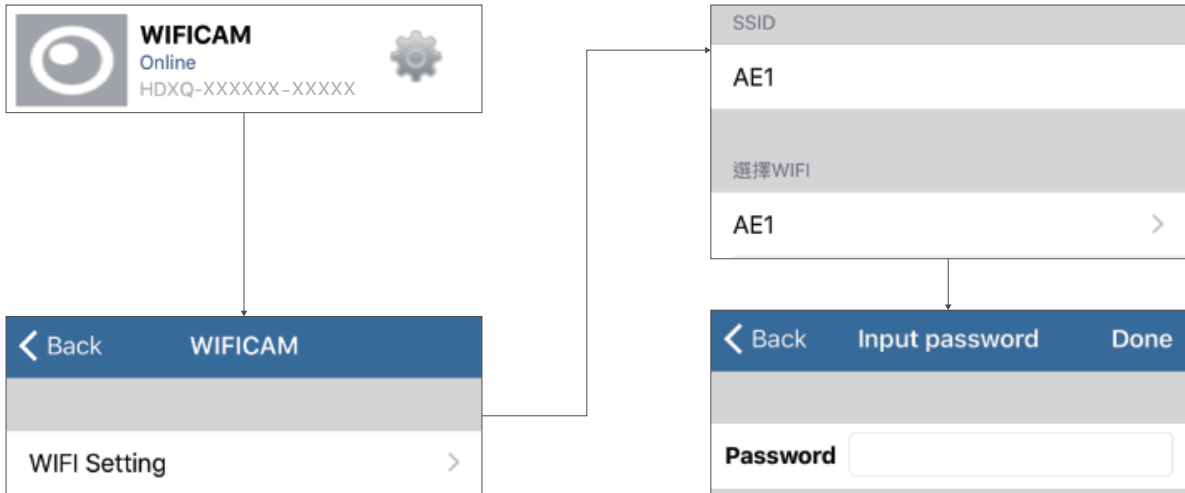 WIFICAM
Online
HDXQ-XXXXXX-XXXXX
Back WIFICAM
WIFI Setting
SSID
AE1
選擇WIFI
AE1
Back Input password Done
Password